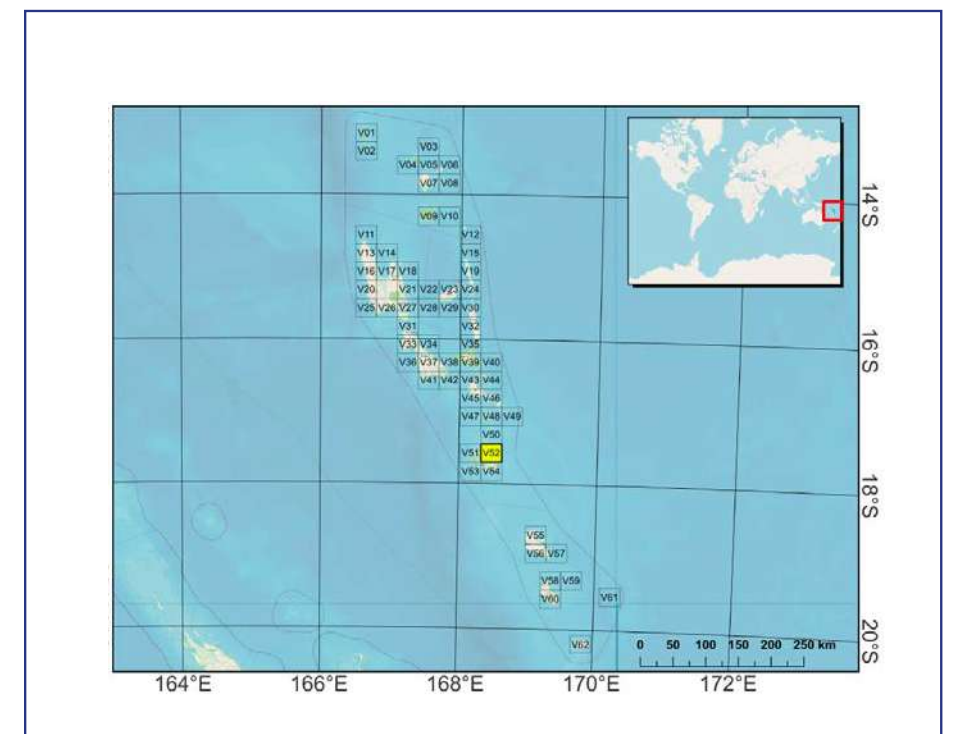 V01
V02 V03
V04 V05 V06
V07 V08
14°S
V09 V10
V11 V12
V13 V14 V15
V16 V17 V18 V19
V20 V21 V22 V23 V24
V25 V26 V27 V28 V29 V30
V31 V32
V33 V34 V35
16°S
V36 V37 V38 V39 V40
V41 V42 V43 V44
V45 V46
V47 V48 V49
V50
V51 V52
V53 V54
18°S
V55
V56 V57
V58 V59
V60 V61
V62
20°S
0 50 100 150 200 250 km
164°E 166°E 168°E 170°E 172°E